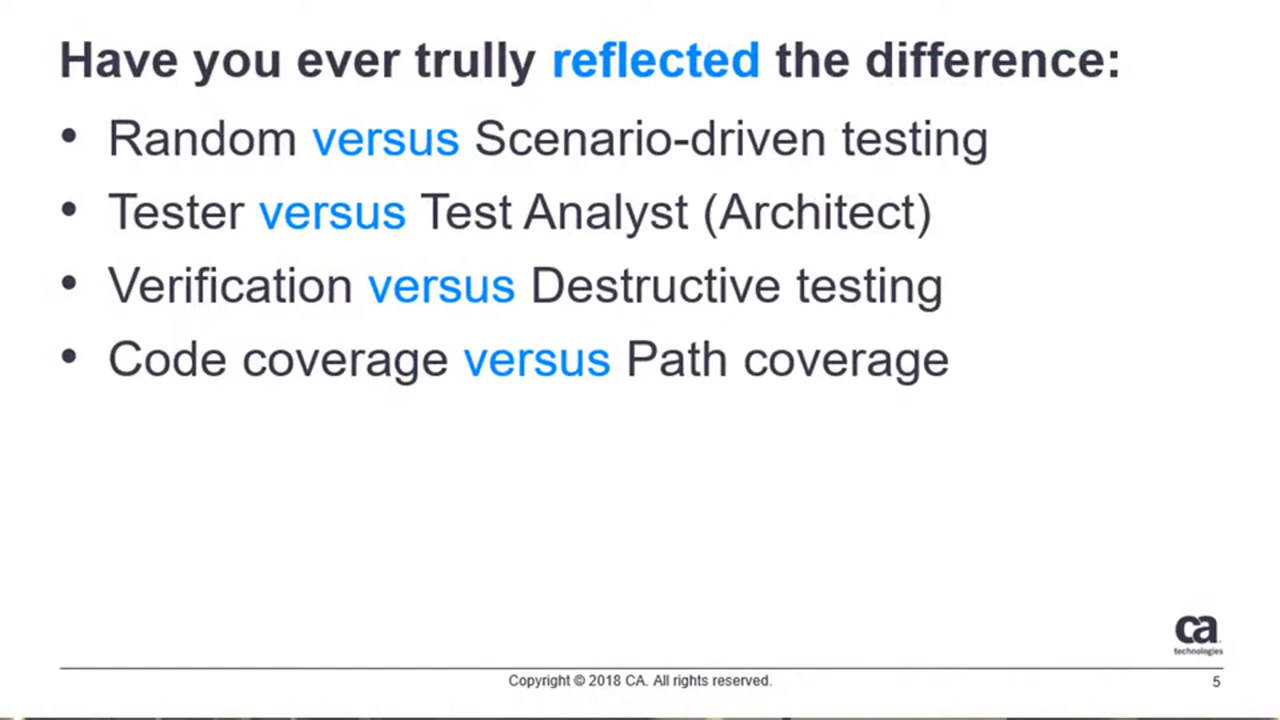 Have you ever trully reflected the difference:
• Random versus Scenario-driven testing
• Tester versus Test Analyst (Architect)
• Verification versus Destructive testing
• Code coverage versus Path coverage
ca
technologies
Copyright © 2018 CA. All rights reserved.
5